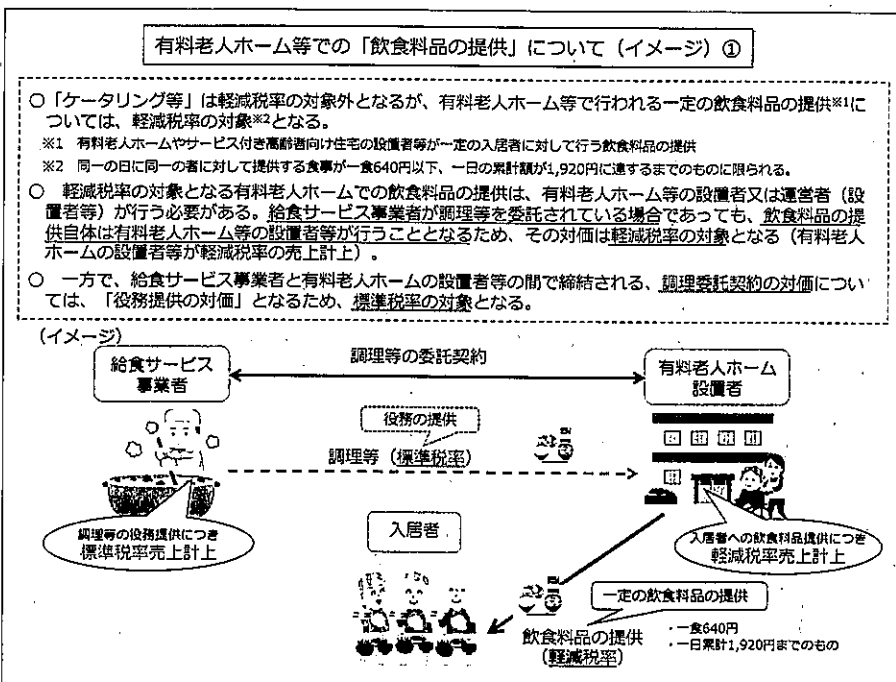 有料老人ホーム等での「飲食料品の提供」について（イメージ）①
○「ケータリング等」は軽減税率の対象外となるが、有料老人ホーム等で行われる一定の飲食料品の提供※1に
ついては、軽減税率の対象※2となる。
※1 有料老人ホームやサービス付き高齢者向け住宅の設置者等が一定の入居者に対して行う飲食料品の提供
※2 同一の日に同一の者に対して提供する食事が一食640円以下、一日の累計額が1,920円に達するまでのものに限られる。
○ 軽減税率の対象となる有料老人ホームでの飲食料品の提供は、有料老人ホーム等の設置者又は運営者（設
置者等）が行う必要がある。給食サービス事業者が調理等を委託されている場合であっても、飲食料品の提
供自体は有料老人ホーム等の設置者等が行うこととなるため、その対価は軽減税率の対象となる（有料老人
ホームの設置者等が軽減税率の売上計上）。
○ 一方で、給食サービス事業者と有料老人ホームの設置者等の間で締結される、調理委託契約の対価につい
ては、「役務提供の対価」となるため、標準税率の対象となる。
（イメージ）
給食サービス
事業者
調理等の委託契約
有料老人ホーム
設置者
役務の提供
調理等（標準税率）
調理等の役務提供につき
標準税率売上計上
入居者
入居者への飲食料品提供につき
軽減税率売上計上
一定の飲食料品の提供
飲食料品の提供
（軽減税率）
・一食640円
・一日累計1,920円までのもの